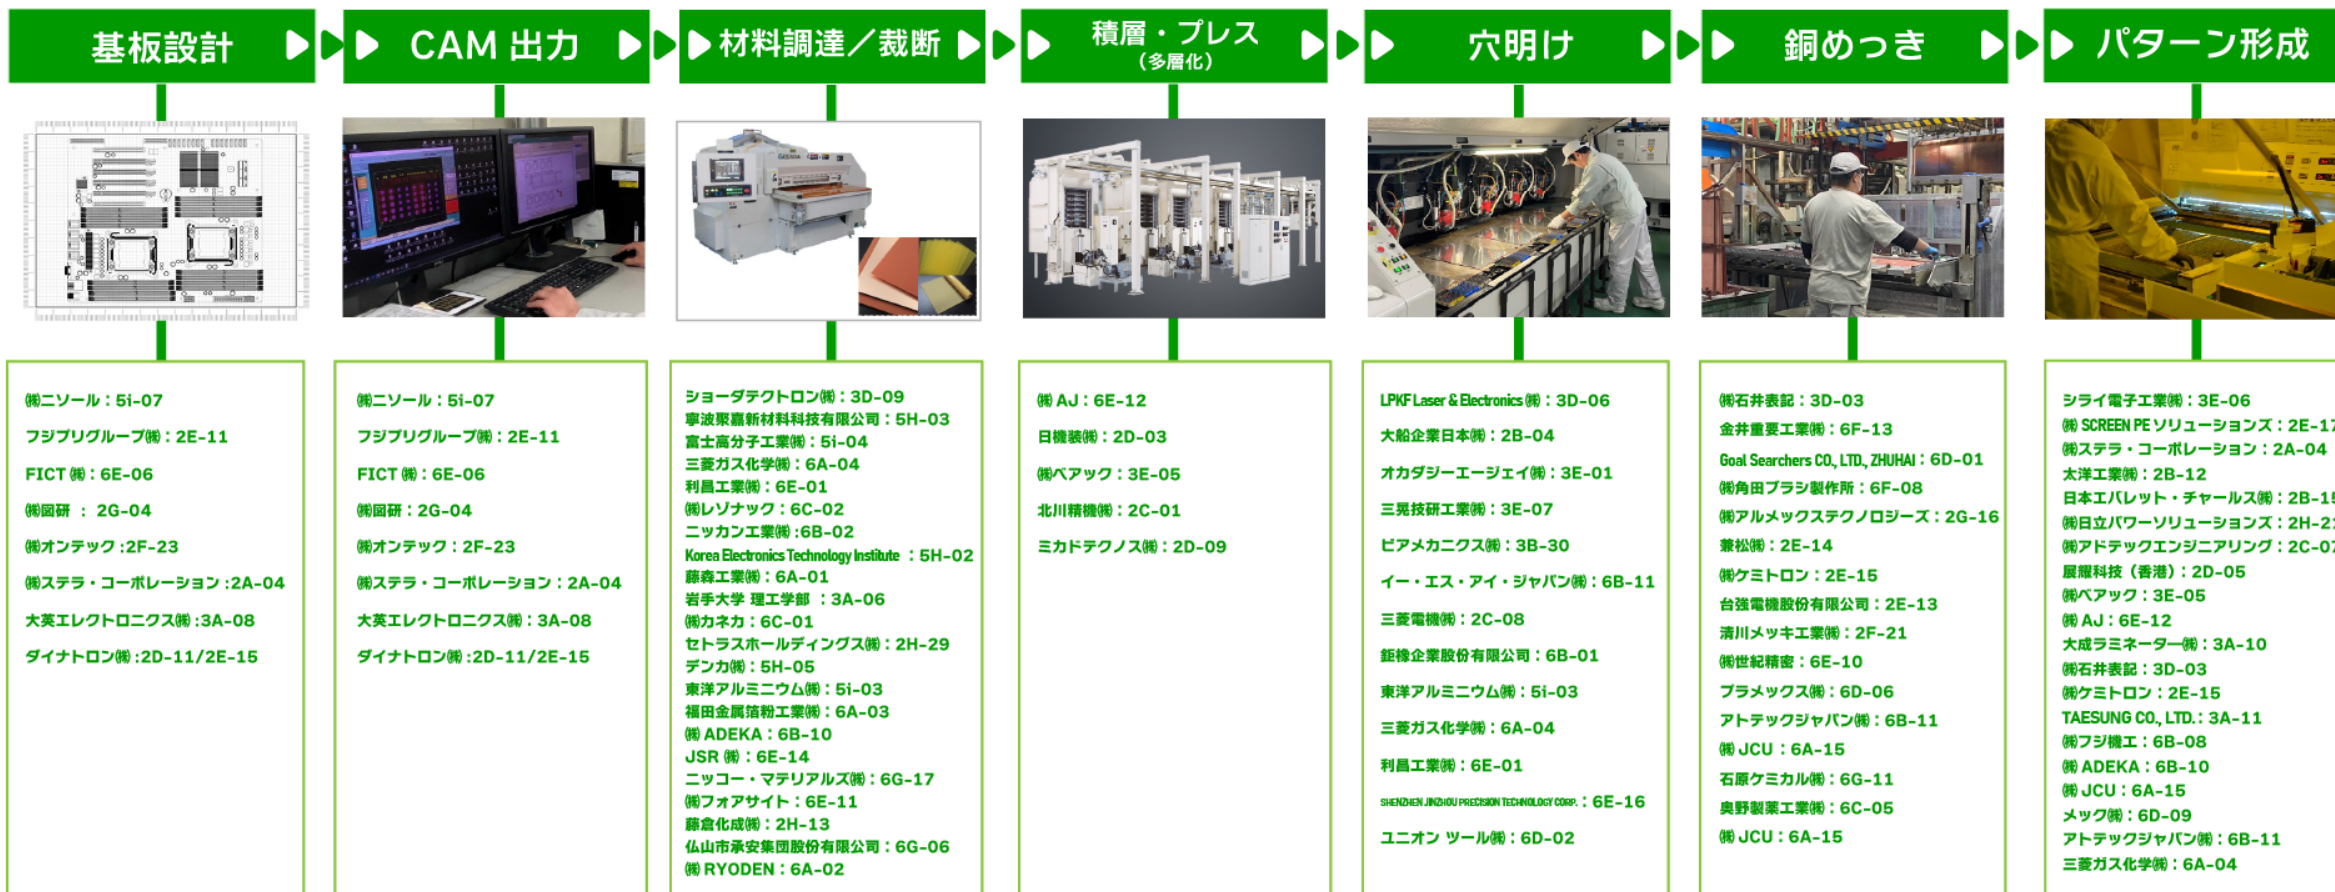 基板設計
CAM 出力
材料調達／裁断
積層・プレス
（多層化）
穴明け
銅めっき
パターン形成
㈱ニソール：5i-07
フジプリグループ㈱：2E-11
FICT ㈱：6E-06
㈱図研 ： 2G-04
㈱オンテック :2F-23
㈱ステラ・コーポレーション :2A-04
大英エレクトロニクス㈱ :3A-08
ダイナトロン㈱ :2D-11/2E-15
㈱ニソール：5i-07
フジプリグループ㈱：2E-11
FICT ㈱：6E-06
㈱図研：2G-04
㈱オンテック：2F-23
㈱ステラ・コーポレーション：2A-04
大英エレクトロニクス㈱：3A-08
ダイナトロン㈱ :2D-11/2E-15
ショーダテクトロン㈱：3D-09
寧波聚嘉新材料科技有限公司：5H-03
富士高分子工業㈱：5i-04
三菱ガス化学㈱：6A-04
利昌工業㈱：6E-01
㈱レゾナック：6C-02
ニッカン工業㈱ :6B-02
Korea Electronics Technology Institute ：5H-02
藤森工業㈱：6A-01
岩手大学 理工学部 ：3A-06
㈱カネカ：6C-01
セトラスホールディングス㈱：2H-29
デンカ㈱：5H-05
東洋アルミニウム㈱：5i-03
福田金属箔粉工業㈱：6A-03
㈱ ADEKA：6B-10
JSR ㈱：6E-14
ニッコー・マテリアルズ㈱：6G-17
㈱フォアサイト：6E-11
藤倉化成㈱：2H-13
仏山市承安集団股份有限公司：6G-06
㈱ RYODEN：6A-02
㈱ AJ：6E-12
日機装㈱：2D-03
㈱ベアック：3E-05
北川精機㈱：2C-01
ミカドテクノス㈱：2D-09
LPKF Laser & Electronics ㈱：3D-06
大船企業日本㈱：2B-04
オカダジーエージェイ㈱：3E-01
三晃技研工業㈱：3E-07
ビアメカニクス㈱：3B-30
イー・エス・アイ・ジャパン㈱：6B-11
三菱電機㈱：2C-08
鉅橡企業股份有限公司：6B-01
東洋アルミニウム㈱：5i-03
三菱ガス化学㈱：6A-04
利昌工業㈱：6E-01
SHENZHEN JINZHOU PRECISION TECHNOLOGY CORP.：6E-16
ユニオン ツール㈱：6D-02
㈱石井表記：3D-03
金井重要工業㈱：6F-13
Goal Searchers CO., LTD., ZHUHAI：6D-01
㈱角田ブラシ製作所：6F-08
㈱アルメックステクノロジーズ：2G-16
兼松㈱：2E-14
㈱ケミトロン：2E-15
台強電機股份有限公司：2E-13
清川メッキ工業㈱：2F-21
㈱世紀精密：6E-10
プラメックス㈱：6D-06
アトテックジャパン㈱：6B-11
㈱ JCU：6A-15
石原ケミカル㈱：6G-11
奥野製薬工業㈱：6C-05
㈱ JCU：6A-15
シライ電子工業㈱：3E-06
㈱ SCREEN PE ソリューションズ：2E-17
㈱ステラ・コーポレーション：2A-04
太洋工業㈱：2B-12
日本エバレット・チャールス㈱：2B-15
㈱日立パワーソリューションズ：2H-21
㈱アドテックエンジニアリング：2C-07
展躍科技（香港）：2D-05
㈱ベアック：3E-05
㈱ AJ：6E-12
大成ラミネーター㈱：3A-10
㈱石井表記：3D-03
㈱ケミトロン：2E-15
TAESUNG CO., LTD.：3A-11
㈱フジ機工：6B-08
㈱ ADEKA：6B-10
㈱ JCU：6A-15
メック㈱：6D-09
アトテックジャパン㈱：6B-11
三菱ガス化学㈱：6A-04